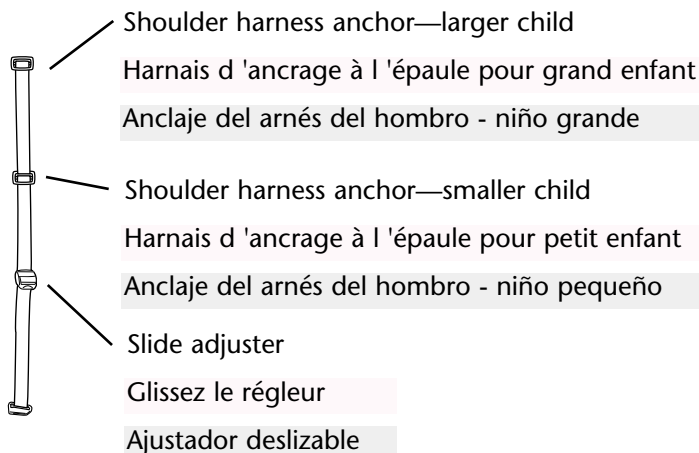 Shoulder harness anchor—larger child
Harnais d 'ancrage à l 'épaule pour grand enfant
Anclaje del arnés del hombro - niño grande
Shoulder harness anchor—smaller child
Harnais d 'ancrage à l 'épaule pour petit enfant
Anclaje del arnés del hombro - niño pequeño
Slide adjuster
Glissez le régleur
Ajustador deslizable